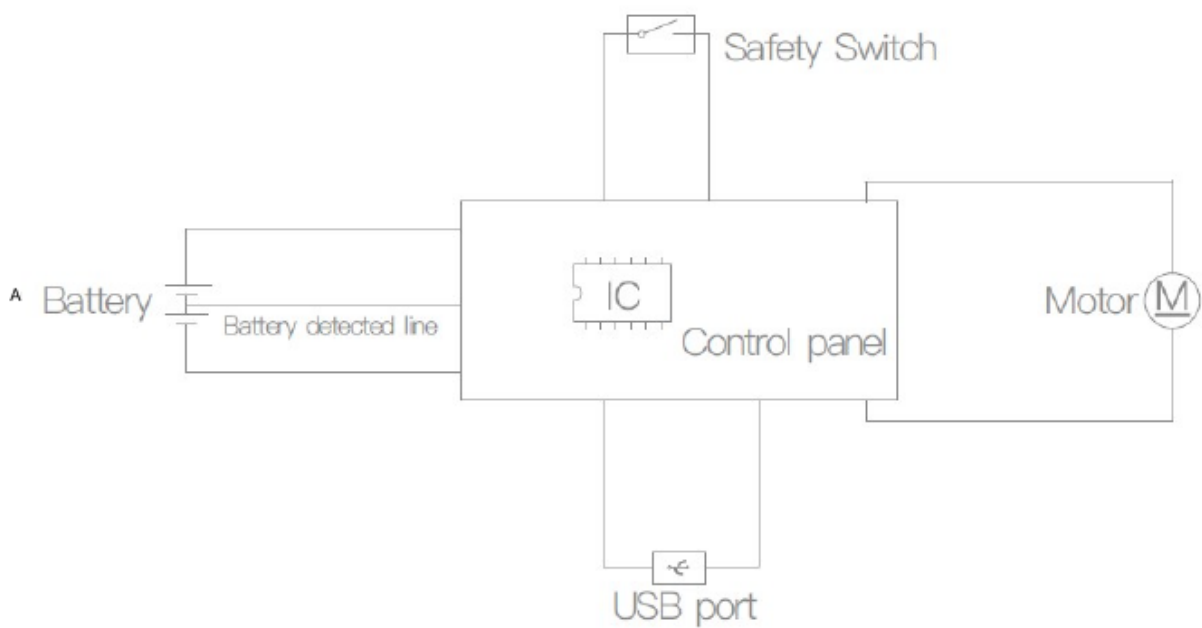 Safety Switch
A Battery
Battery detected line
IC
Control panel
Motor M
USB port